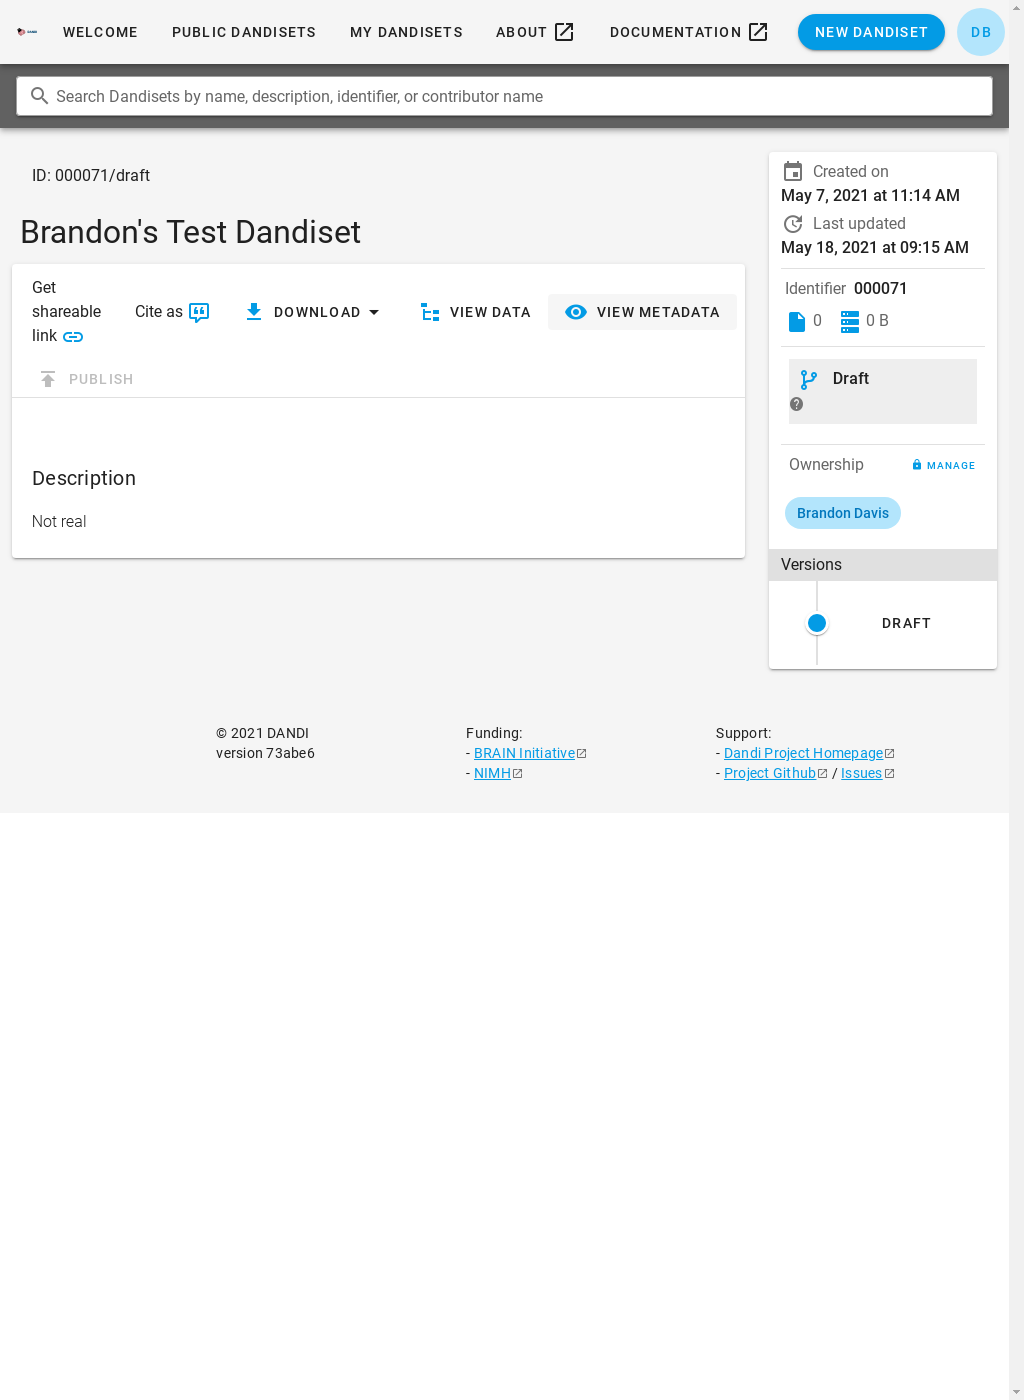 WELCOME PUBLIC DANDISETS MY DANDISETS ABOUT DOCUMENTATION NEW DANDISET DB
Search Dandisets by name, description, identifier, or contributor name
ID: 000071/draft
Brandon's Test Dandiset
Get
shareable
link
Cite as
DOWNLOAD
VIEW DATA
VIEW METADATA
PUBLISH
Description
Not real
Created on
May 7, 2021 at 11:14 AM
Last updated
May 18, 2021 at 09:15 AM
Identifier 000071
0 0 B
Draft
Ownership MANAGE
Brandon Davis
Versions
DRAFT
© 2021 DANDI
version 73abe6
Funding:
- BRAIN Initiative
- NIMH
Support:
- Dandi Project Homepage
- Project Github / Issues